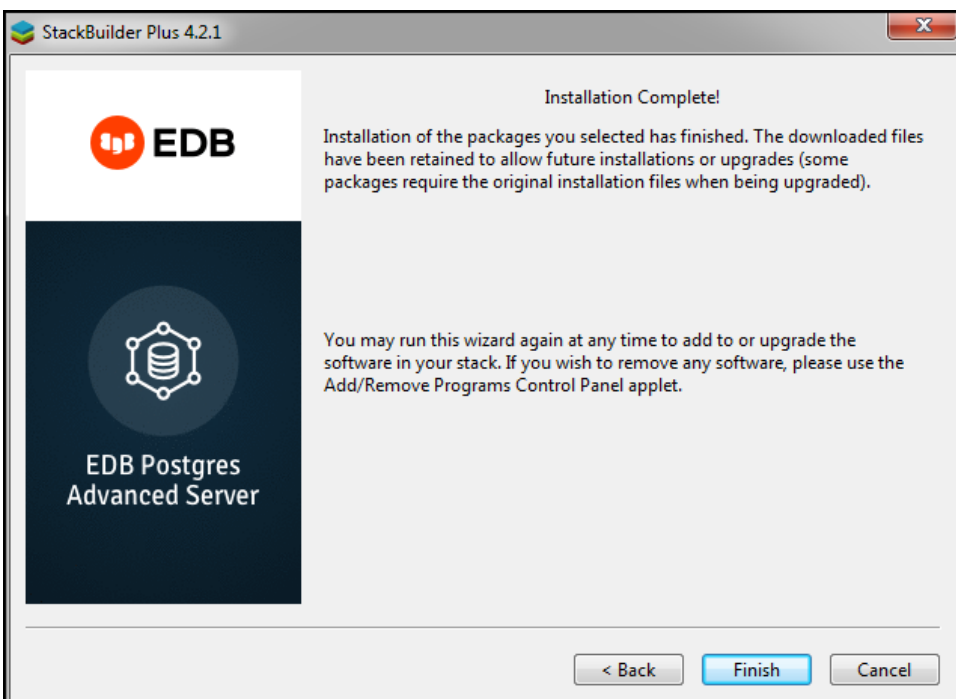 StackBuilder Plus 4.2.1
EDB
EDB Postgres
Advanced Server
Installation Complete!
Installation of the packages you selected has finished. The downloaded files
have been retained to allow future installations or upgrades (some
packages require the original installation files when being upgraded).
You may run this wizard again at any time to add to or upgrade the
software in your stack. If you wish to remove any software, please use the
Add/Remove Programs Control Panel applet.
< Back
Finish
Cancel